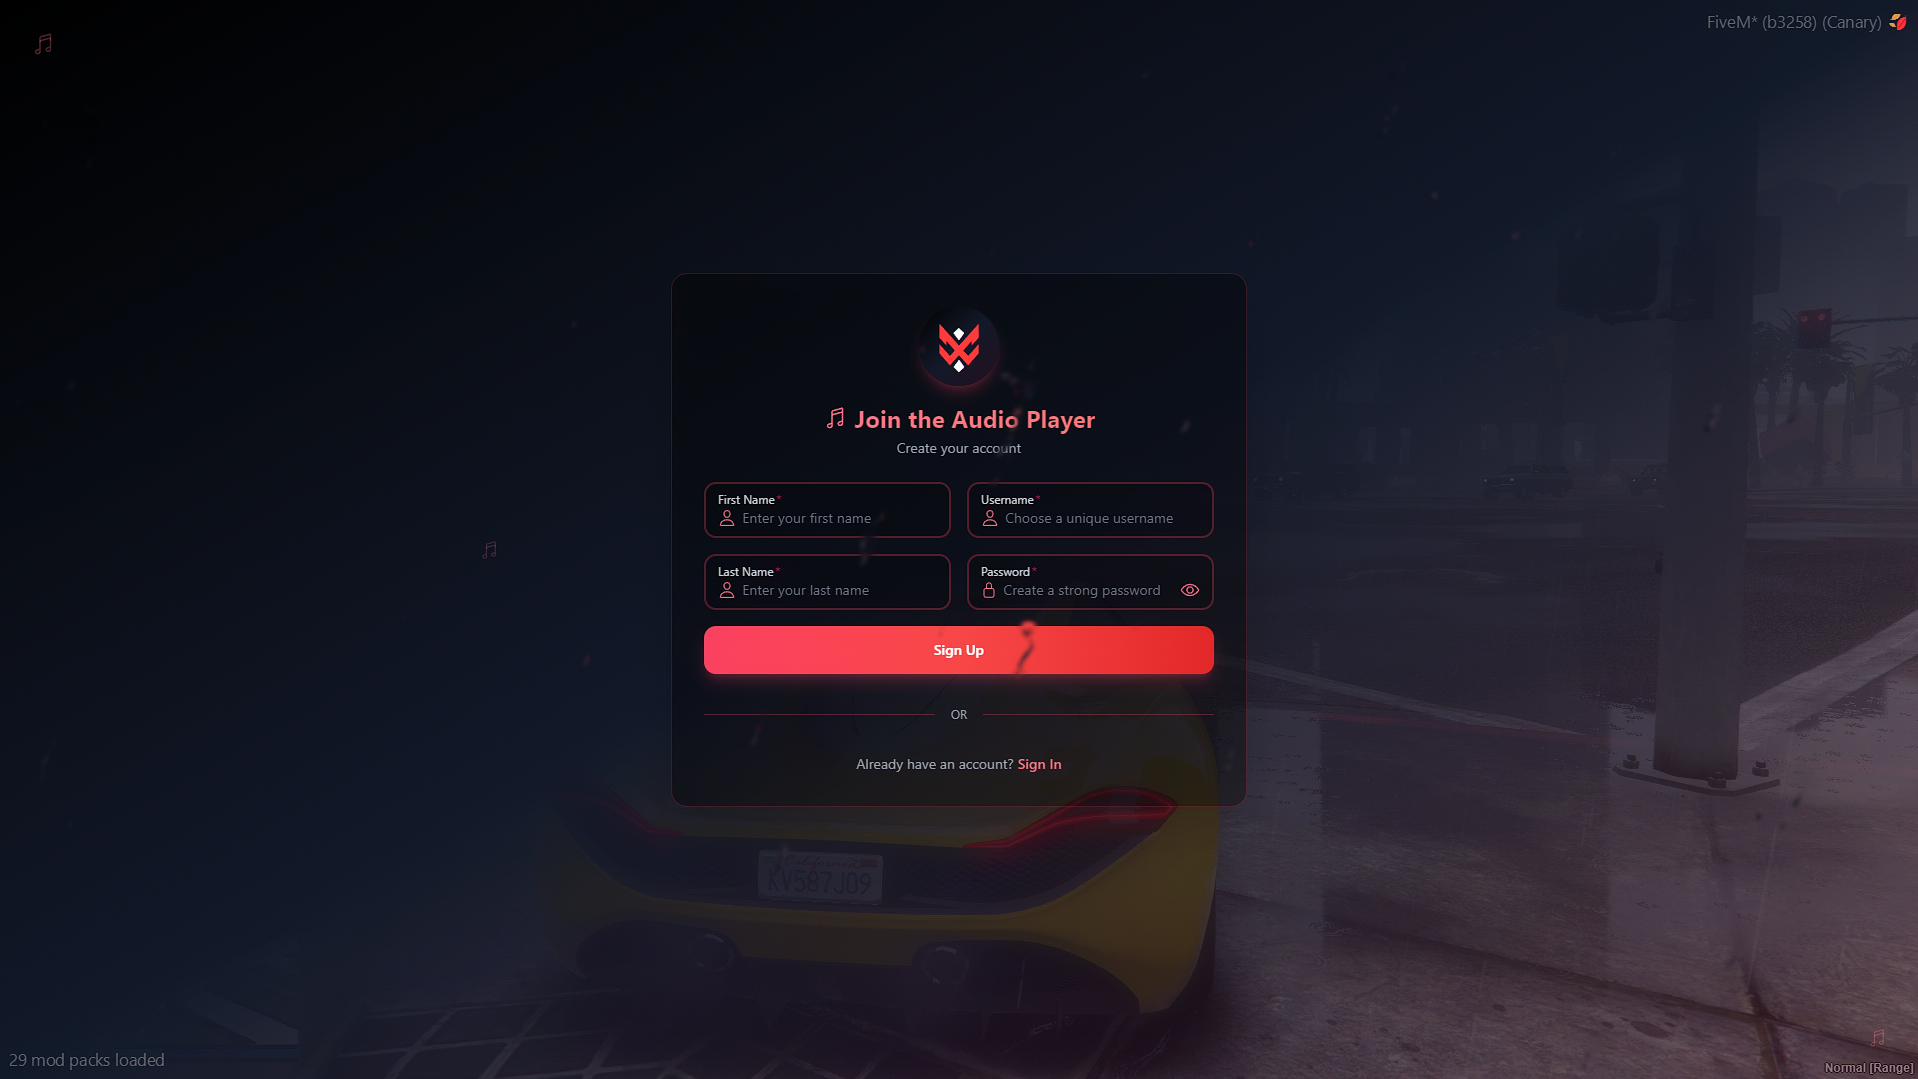 FiveM* (b3258) (Canary)
Join the Audio Player
Create your account
First Name*
Enter your first name
Username*
Choose a unique username
Last Name*
Enter your last name
Password*
Create a strong password
Sign Up
OR
Already have an account? Sign In
California
KV587J09
29 mod packs loaded
Normal [Range]